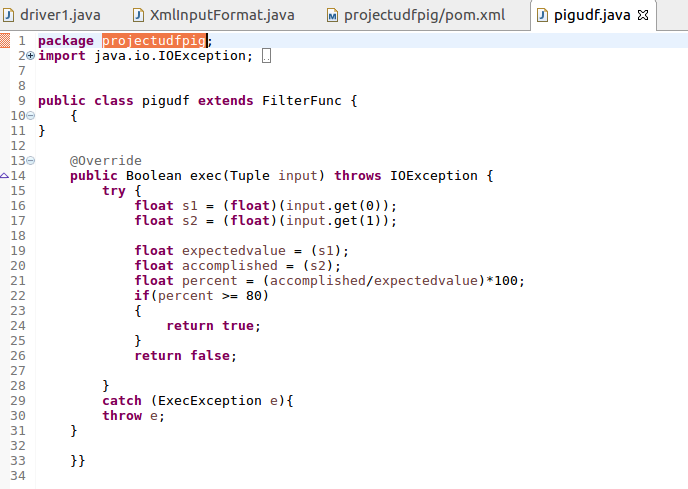 driver1.java XmlInputFormat.java projectudfpig/pom.xml pigudf.java
1 package projectudfpig;
2 import java.io.IOException;
7
8
9 public class pigudf extends FilterFunc {
10 {
11 }
12
13 @Override
14 public Boolean exec(Tuple input) throws IOException {
15 try {
16 float s1 = (float)(input.get(0));
17 float s2 = (float)(input.get(1));
18
19 float expectedvalue = (s1);
20 float accomplished = (s2);
21 float percent = (accomplished/expectedvalue)*100;
22 if(percent >= 80)
23 {
24 return true;
25 }
26 return false;
27
28 }
29 catch (ExecException e){
30 throw e;
31 }
32
33 }}
34